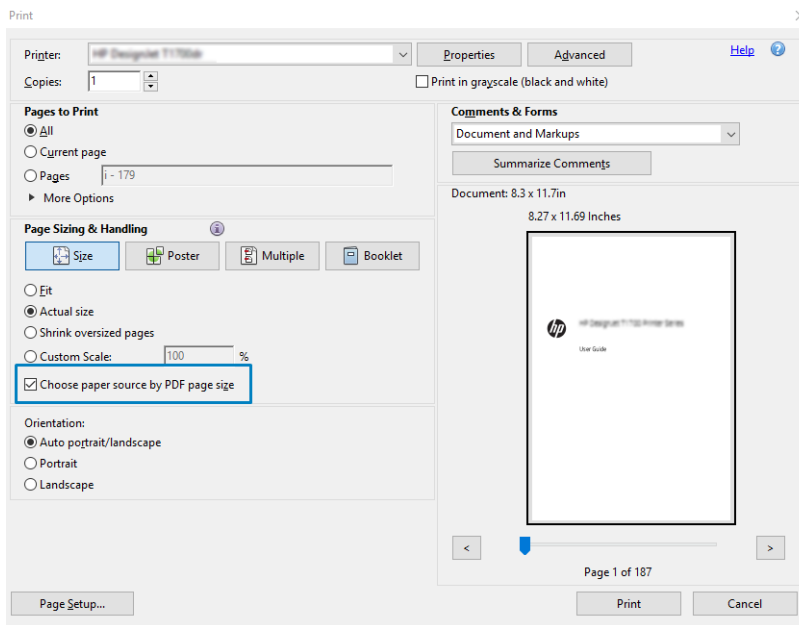 Print
Printer:
Properties
Advanced
Help
?
Copies:
1
Print in grayscale (black and white)
Pages to Print
All
Current page
Pages
i - 179
More Options
Comments & Forms
Document and Markups
Summarize Comments
Page Sizing & Handling
i
Size
Poster
Multiple
Booklet
Fit
Actual size
Shrink oversized pages
Custom Scale:
100
%
Choose paper source by PDF page size
Orientation:
Auto portrait/landscape
Portrait
Landscape
Document: 8.3 x 11.7in
8.27 x 11.69 Inches
hp
User Guide
<
>
Page 1 of 187
Page Setup...
Print
Cancel